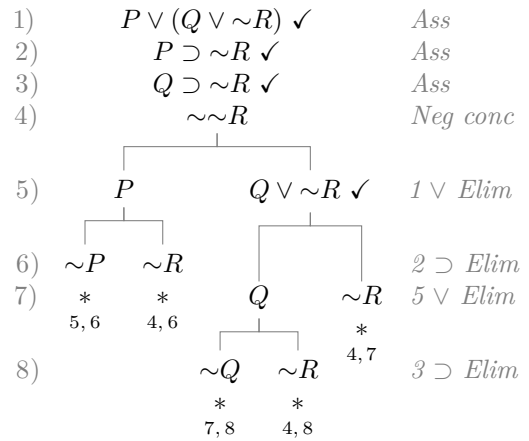 1) P ∨ (Q ∨ ∼R) ✓ Ass
2) P ⊃ ∼R ✓ Ass
3) Q ⊃ ∼R ✓ Ass
4) ∼∼R Neg conc
5) P Q ∨ ∼R ✓ 1 ∨ Elim
6) ∼P ∼R 2 ⊃ Elim
7) * * Q ∼R 5 ∨ Elim
5, 6 4, 6 *
4, 7
8) ∼Q ∼R 3 ⊃ Elim
* *
7, 8 4, 8